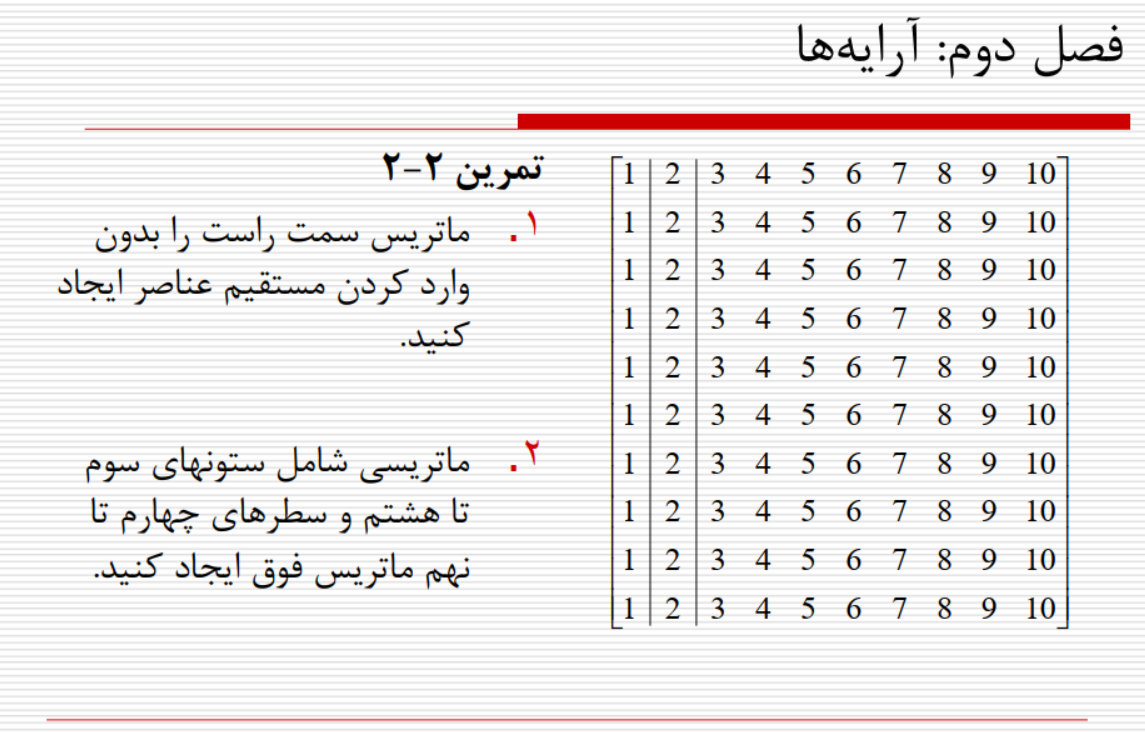 فصل دوم: آرایه‌ها
تمرین ۲-۲
۱. ماتریس سمت راست را بدون
وارد کردن مستقیم عناصر ایجاد
کنید.
۲. ماتریسی شامل ستونهای سوم
تا هشتم و سطرهای چهارم تا
نهم ماتریس فوق ایجاد کنید.
1 2 3 4 5 6 7 8 9 10
1 2 3 4 5 6 7 8 9 10
1 2 3 4 5 6 7 8 9 10
1 2 3 4 5 6 7 8 9 10
1 2 3 4 5 6 7 8 9 10
1 2 3 4 5 6 7 8 9 10
1 2 3 4 5 6 7 8 9 10
1 2 3 4 5 6 7 8 9 10
1 2 3 4 5 6 7 8 9 10
1 2 3 4 5 6 7 8 9 10